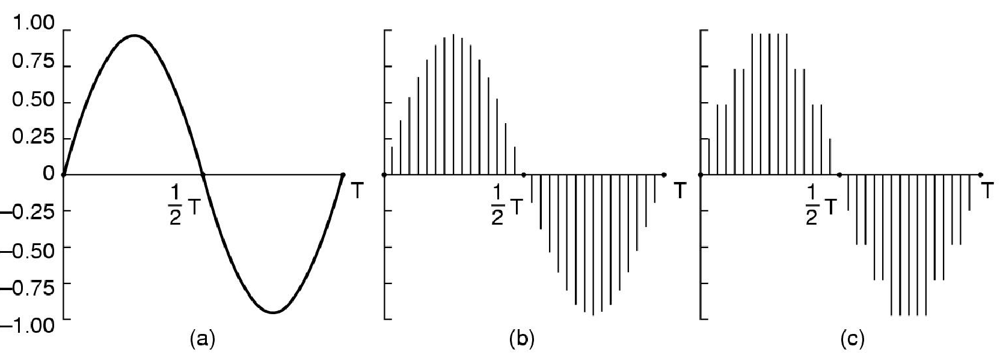 1.00
0.75
0.50
0.25
0
–0.25
–0.50
–0.75
–1.00
1/2 T
T
1/2 T
T
1/2 T
T
(a)
(b)
(c)